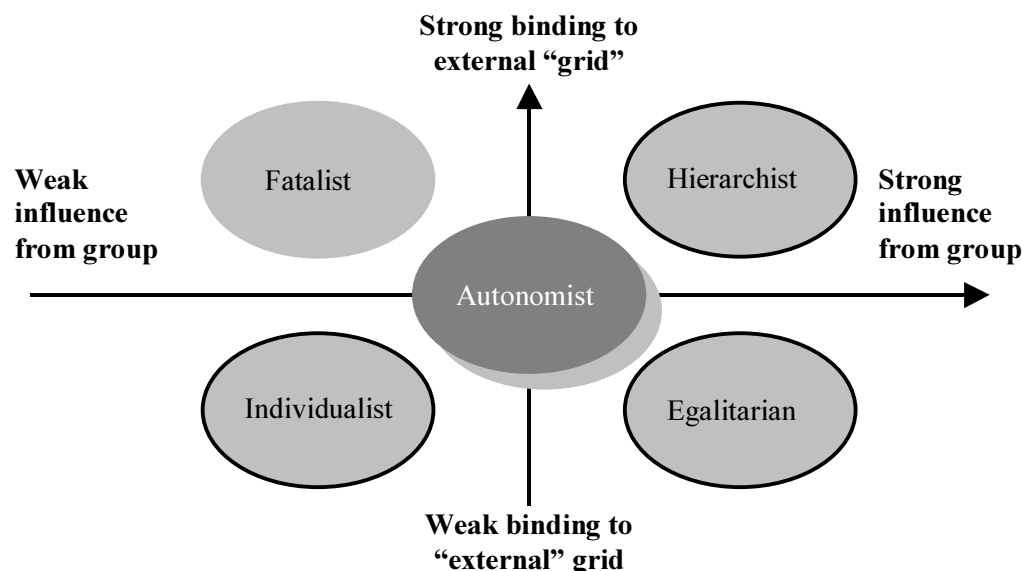 Strong binding to
external “grid”
Fatalist
Hierarchist
Weak
influence
from group
Strong
influence
from group
Autonomist
Individualist
Egalitarian
Weak binding to
“external” grid